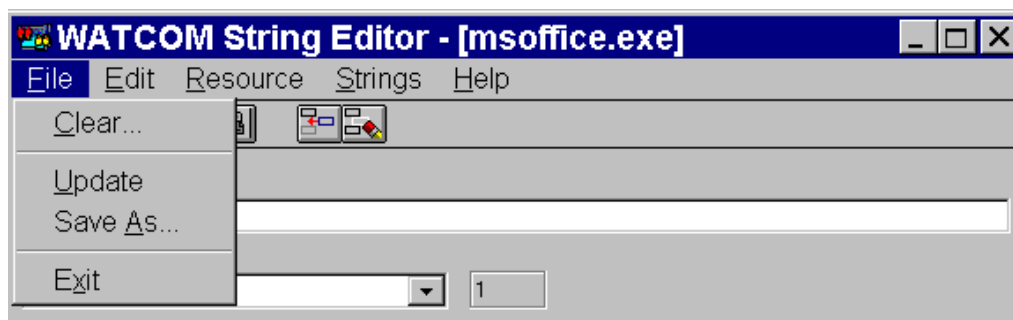 WATCOM String Editor - [msoffice.exe]
File Edit Resource Strings Help
Clear...
Update
Save As...
Exit
1